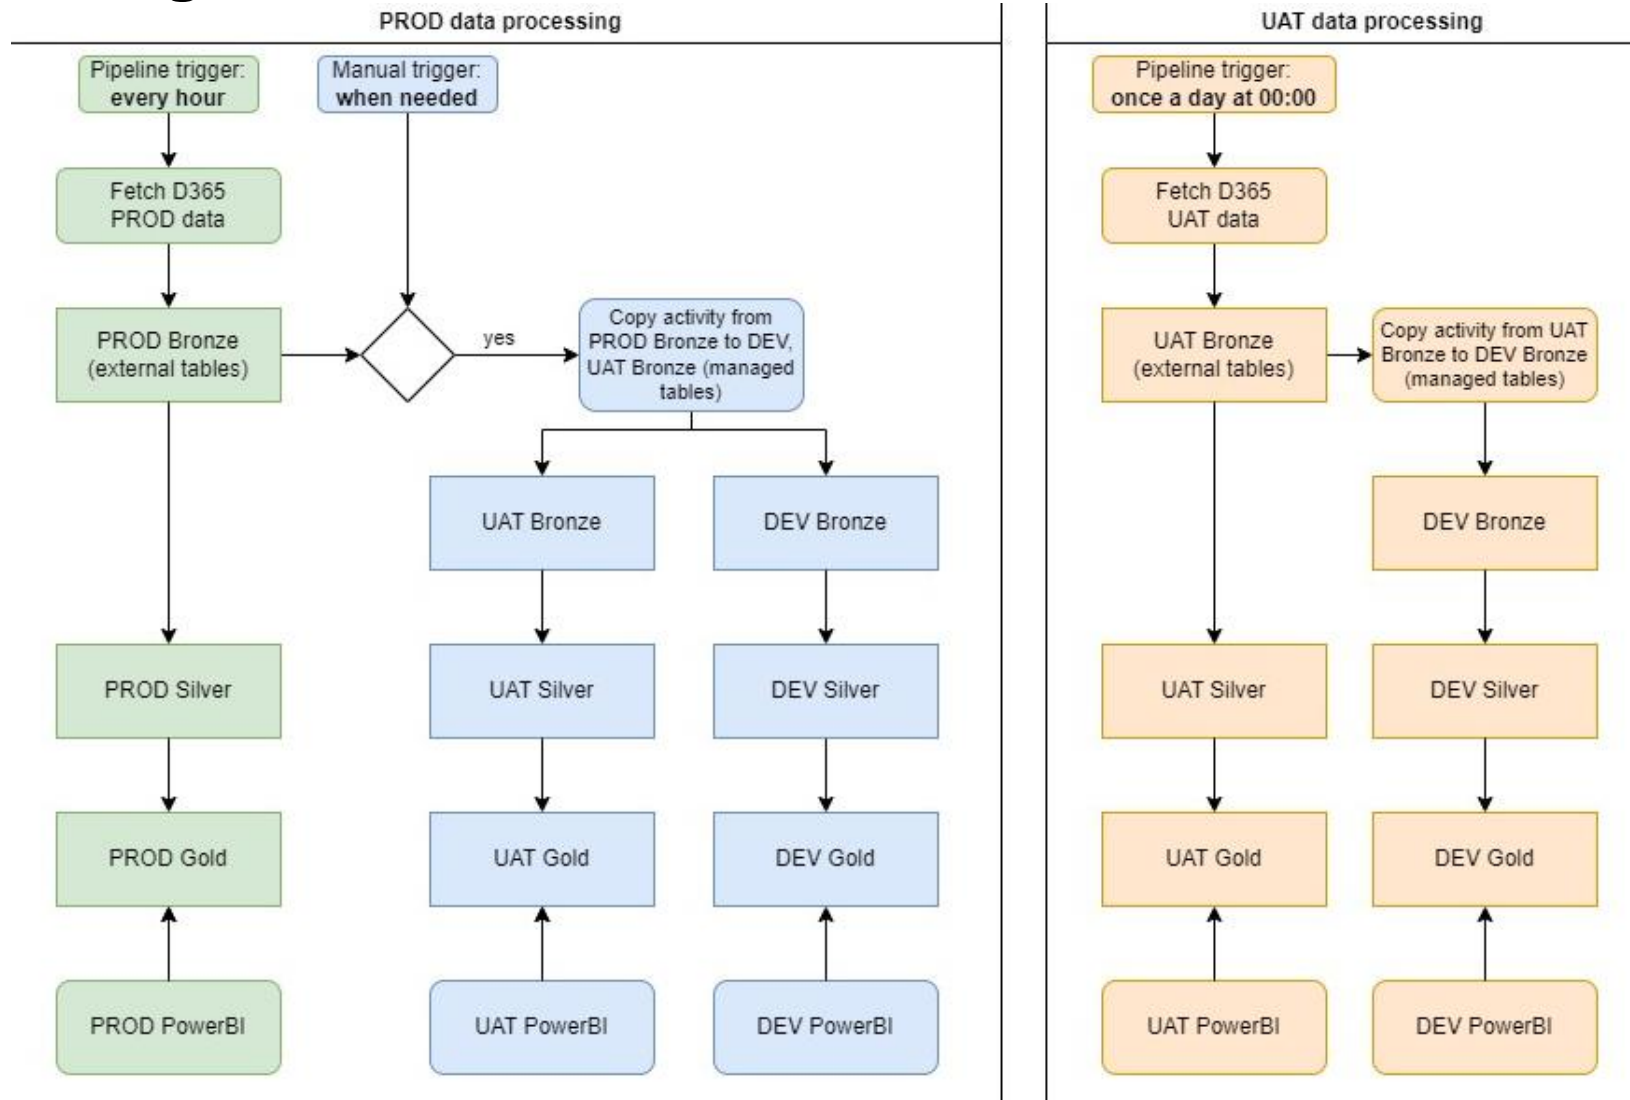 PROD data processing
Pipeline trigger:
every hour
Manual trigger:
when needed
Fetch D365
PROD data
PROD Bronze
(external tables)
yes
Copy activity from
PROD Bronze to DEV,
UAT Bronze (managed
tables)
UAT Bronze
DEV Bronze
PROD Silver
UAT Silver
DEV Silver
PROD Gold
UAT Gold
DEV Gold
PROD PowerBI
UAT PowerBI
DEV PowerBI
UAT data processing
Pipeline trigger:
once a day at 00:00
Fetch D365
UAT data
UAT Bronze
(external tables)
Copy activity from UAT
Bronze to DEV Bronze
(managed tables)
DEV Bronze
UAT Silver
DEV Silver
UAT Gold
DEV Gold
UAT PowerBI
DEV PowerBI